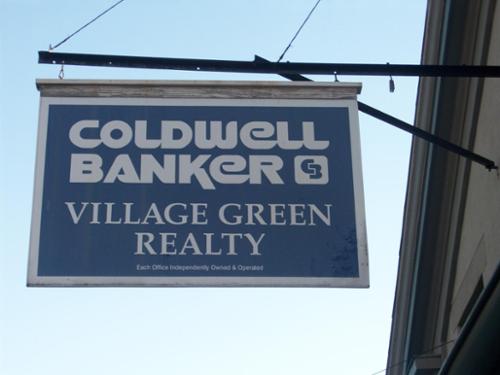 COLDWELL
BANKER
VILLAGE GREEN
REALTY
Each Office Independently Owned & Operated